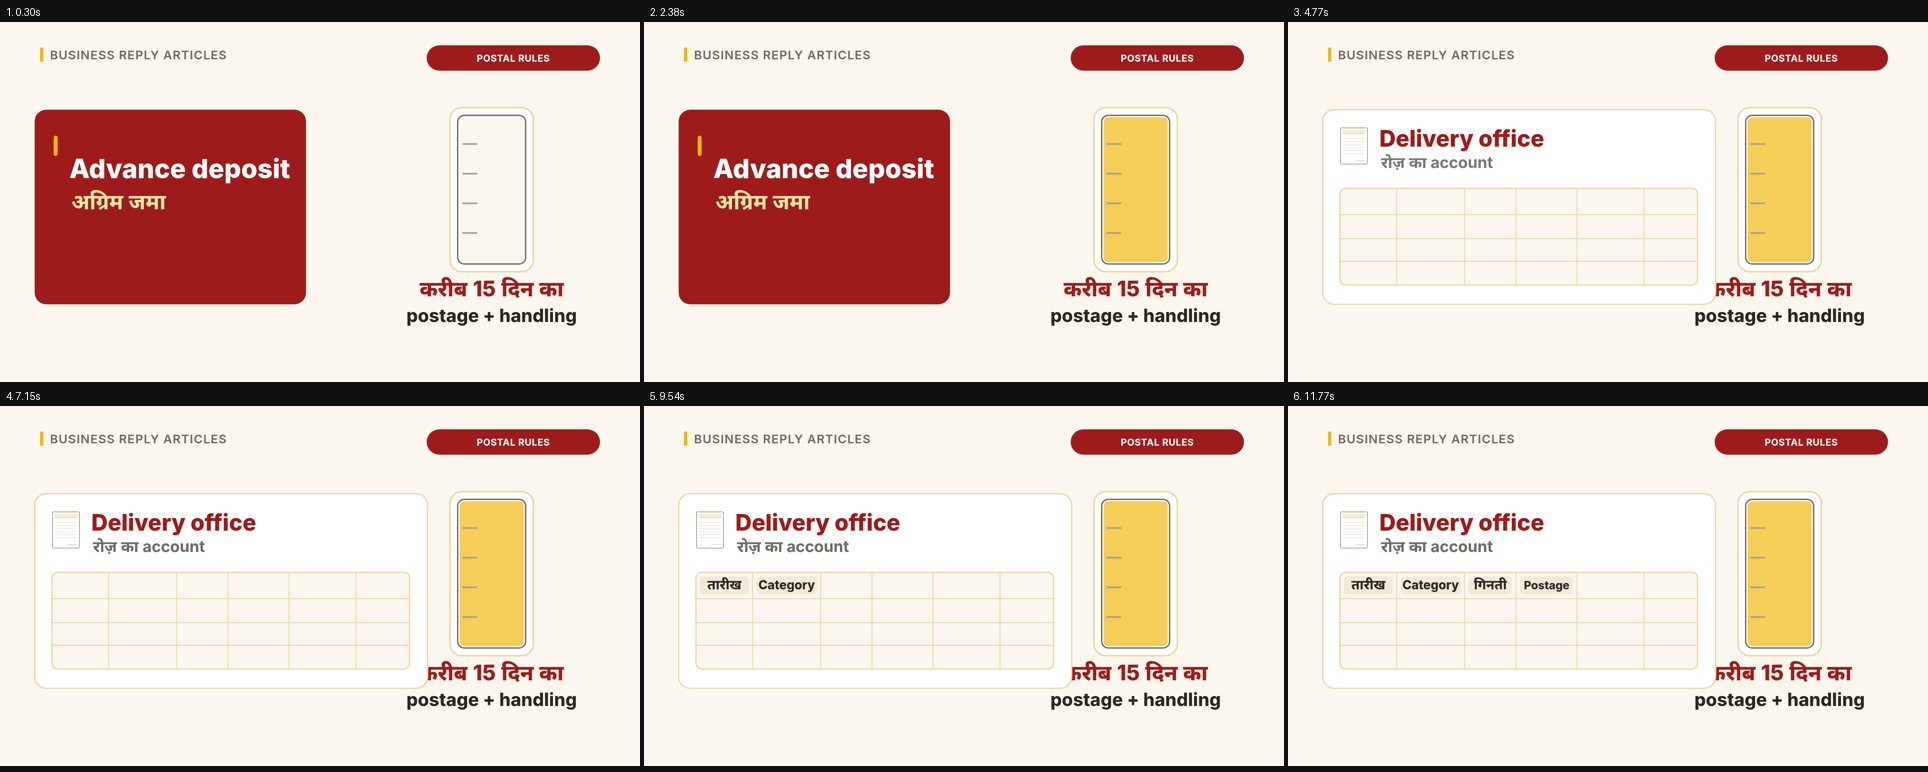 1. 0.30s
BUSINESS REPLY ARTICLES
POSTAL RULES
Advance deposit
अग्रिम जमा
करीब 15 दिन का
postage + handling
2. 2.38s
BUSINESS REPLY ARTICLES
POSTAL RULES
Advance deposit
अग्रिम जमा
करीब 15 दिन का
postage + handling
3. 4.77s
BUSINESS REPLY ARTICLES
POSTAL RULES
Delivery office
रोज़ का account
15 दिन का
postage + handling
4. 7.15s
BUSINESS REPLY ARTICLES
POSTAL RULES
Delivery office
रोज़ का account
15 दिन का
postage + handling
5. 9.54s
BUSINESS REPLY ARTICLES
POSTAL RULES
Delivery office
रोज़ का account
तारीख Category
15 दिन का
postage + handling
6. 11.77s
BUSINESS REPLY ARTICLES
POSTAL RULES
Delivery office
रोज़ का account
तारीख Category गिनती Postage
15 दिन का
postage + handling